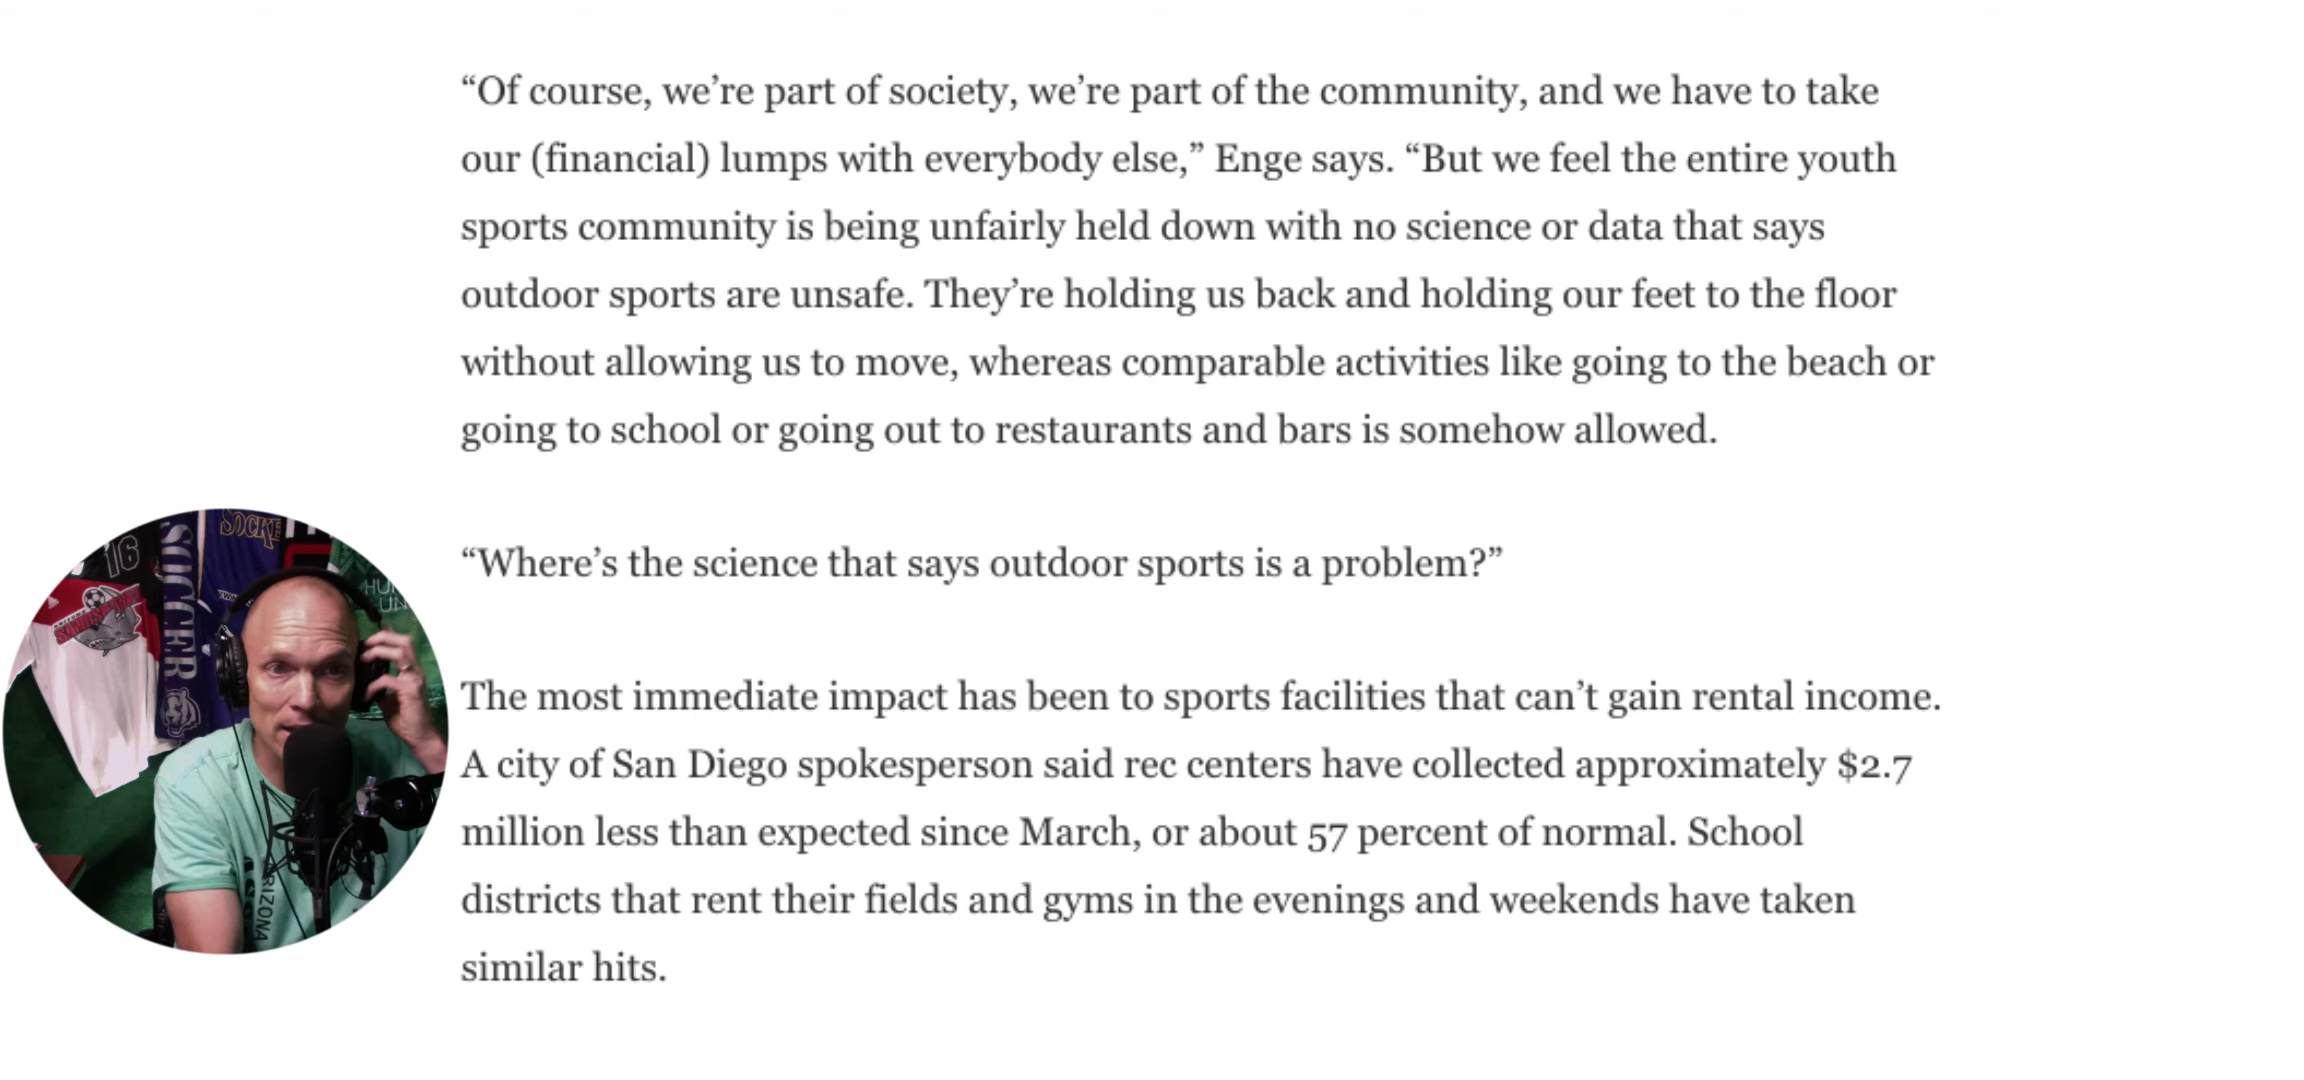 “Of course, we’re part of society, we’re part of the community, and we have to take
our (financial) lumps with everybody else,” Enge says. “But we feel the entire youth
sports community is being unfairly held down with no science or data that says
outdoor sports are unsafe. They’re holding us back and holding our feet to the floor
without allowing us to move, whereas comparable activities like going to the beach or
going to school or going out to restaurants and bars is somehow allowed.
“Where’s the science that says outdoor sports is a problem?”
The most immediate impact has been to sports facilities that can’t gain rental income.
A city of San Diego spokesperson said rec centers have collected approximately $2.7
million less than expected since March, or about 57 percent of normal. School
districts that rent their fields and gyms in the evenings and weekends have taken
similar hits.
16
SOCCER